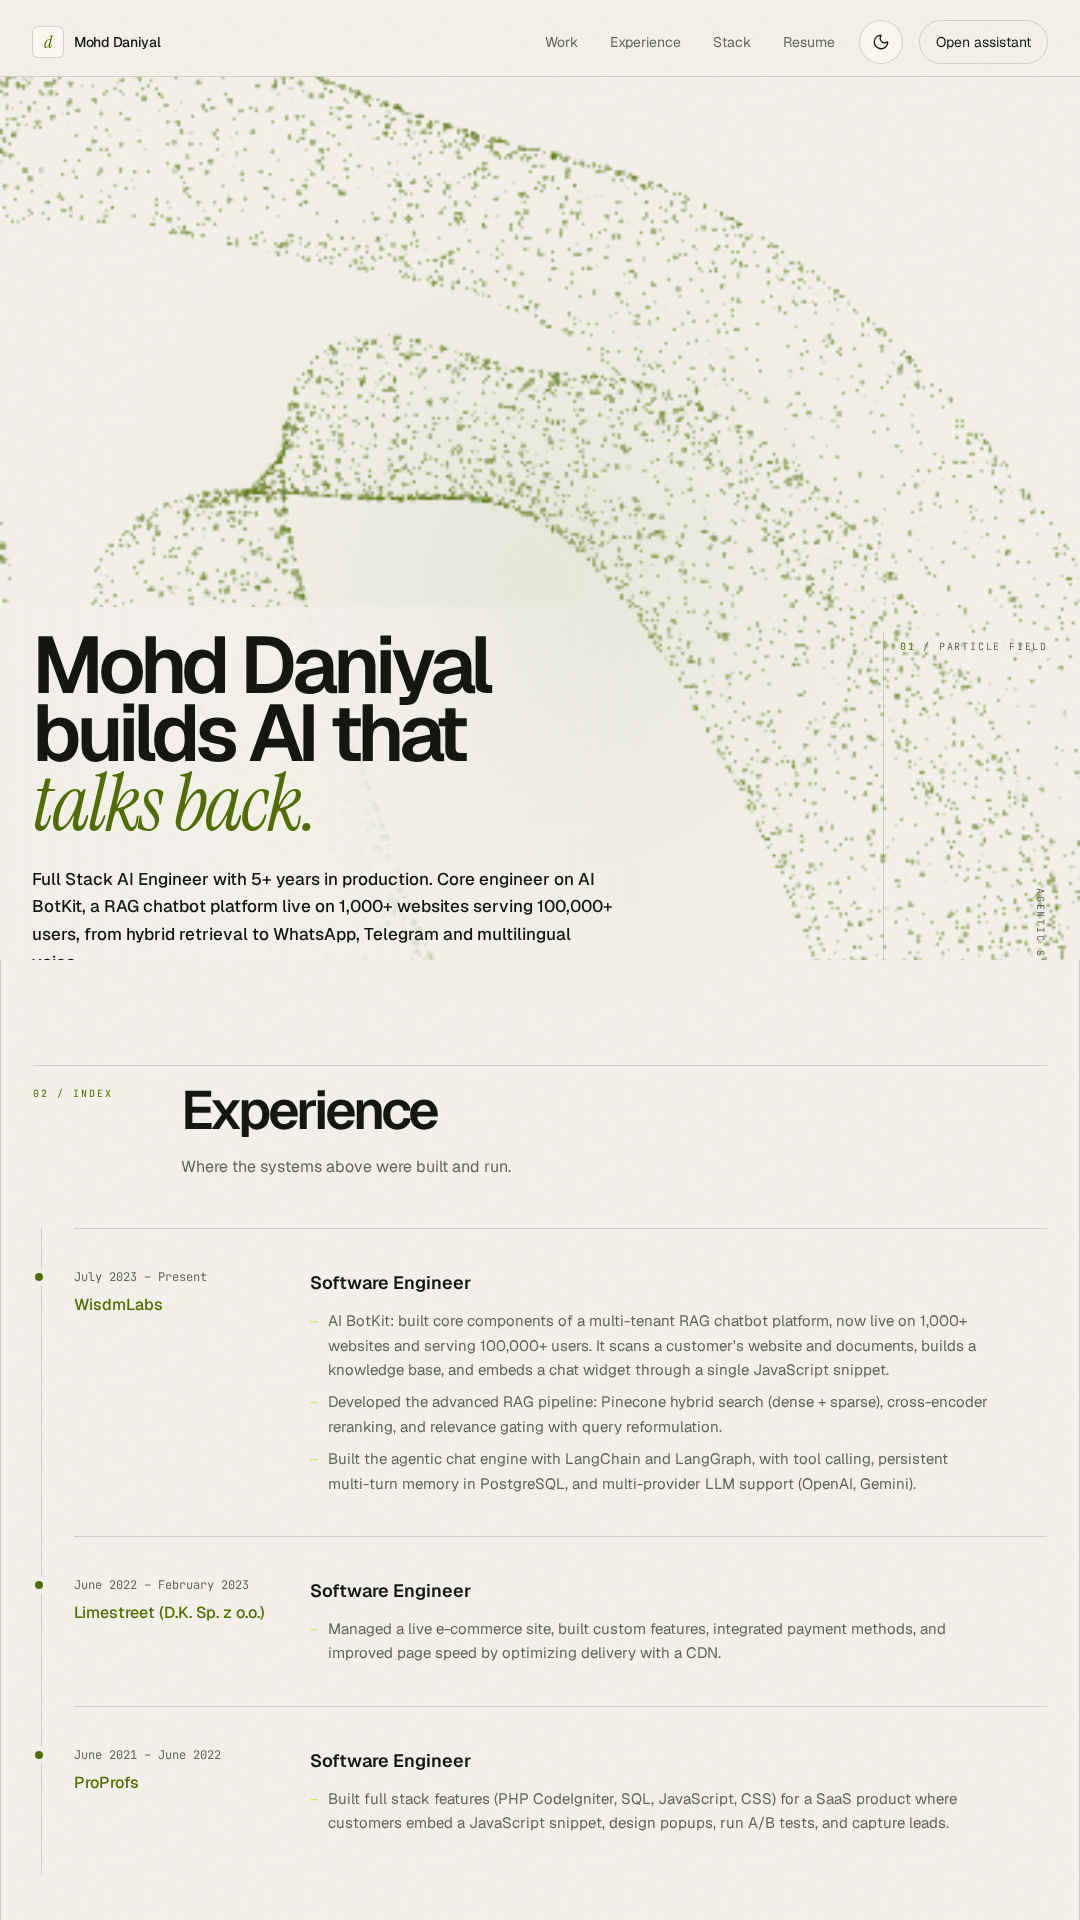 d
Mohd Daniyal
Work
Experience
Stack
Resume
Open assistant
Mohd Daniyal
builds AI that
talks back.
01 / PARTICLE FIELD
Full Stack AI Engineer with 5+ years in production. Core engineer on AI
BotKit, a RAG chatbot platform live on 1,000+ websites serving 100,000+
users, from hybrid retrieval to WhatsApp, Telegram and multilingual
AGENTIC
02 / INDEX
Experience
Where the systems above were built and run.
July 2023 – Present
WisdmLabs
Software Engineer
– AI BotKit: built core components of a multi-tenant RAG chatbot platform, now live on 1,000+
websites and serving 100,000+ users. It scans a customer's website and documents, builds a
knowledge base, and embeds a chat widget through a single JavaScript snippet.
– Developed the advanced RAG pipeline: Pinecone hybrid search (dense + sparse), cross-encoder
reranking, and relevance gating with query reformulation.
– Built the agentic chat engine with LangChain and LangGraph, with tool calling, persistent
multi-turn memory in PostgreSQL, and multi-provider LLM support (OpenAI, Gemini).
June 2022 – February 2023
Limestreet (D.K. Sp. z o.o.)
Software Engineer
– Managed a live e-commerce site, built custom features, integrated payment methods, and
improved page speed by optimizing delivery with a CDN.
June 2021 – June 2022
ProProfs
Software Engineer
– Built full stack features (PHP CodeIgniter, SQL, JavaScript, CSS) for a SaaS product where
customers embed a JavaScript snippet, design popups, run A/B tests, and capture leads.